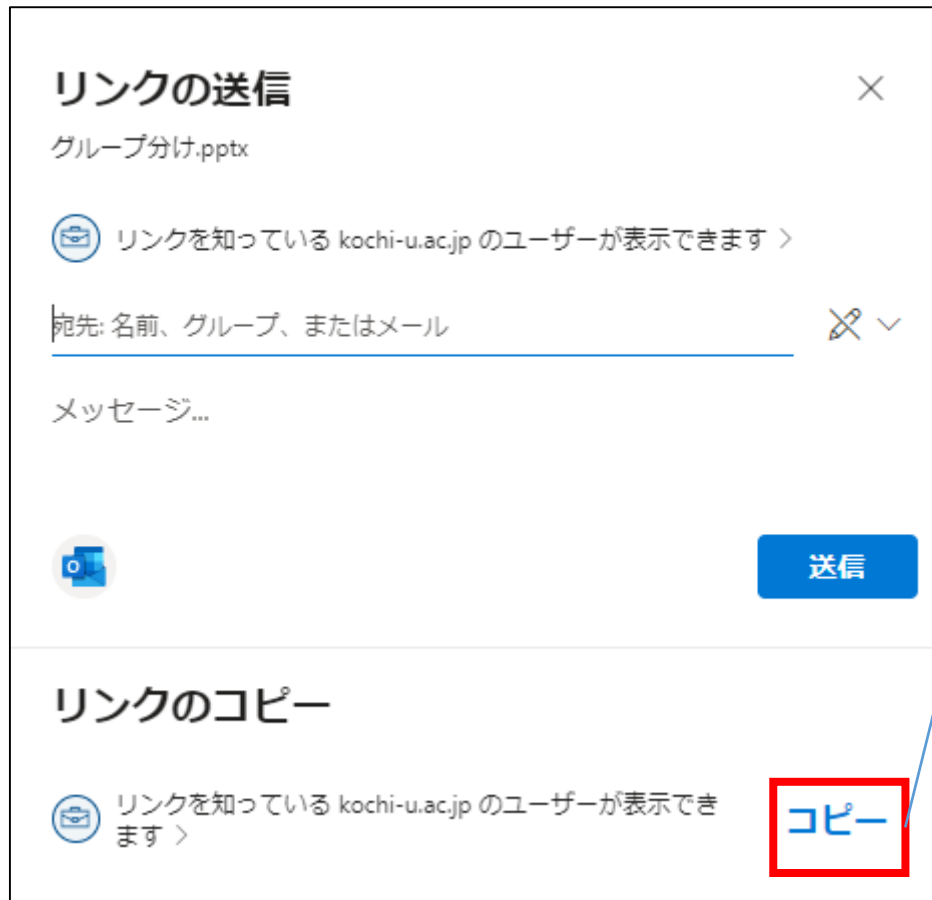 リンクの送信
グループ分け.pptx
リンクを知っている kochi-u.ac.jp のユーザーが表示できます >
宛先: 名前、グループ、またはメール
メッセージ...
送信
リンクのコピー
リンクを知っている kochi-u.ac.jp のユーザーが表示でき
ます >
コピー